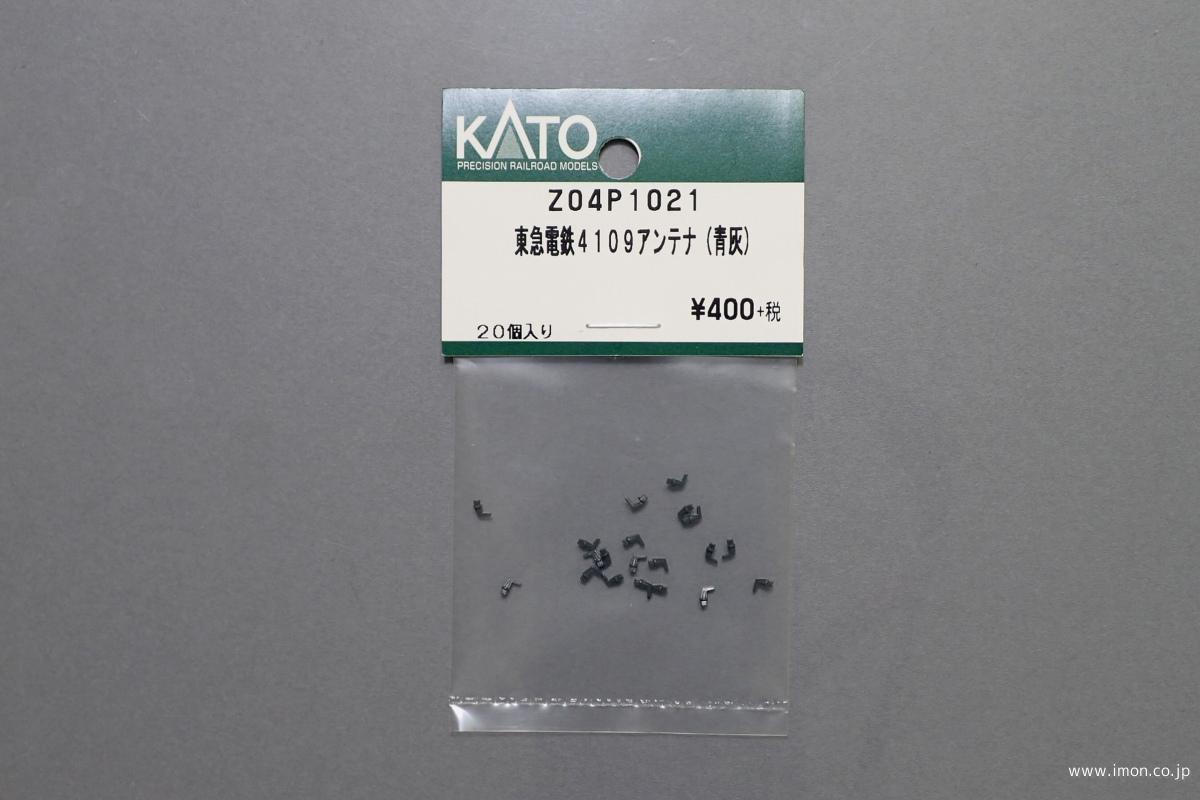 KATO
PRECISION RAILROAD MODELS
Z04P1021
東急電鉄4109アンテナ(青灰)
¥400+税
20個入り
www.imon.co.jp